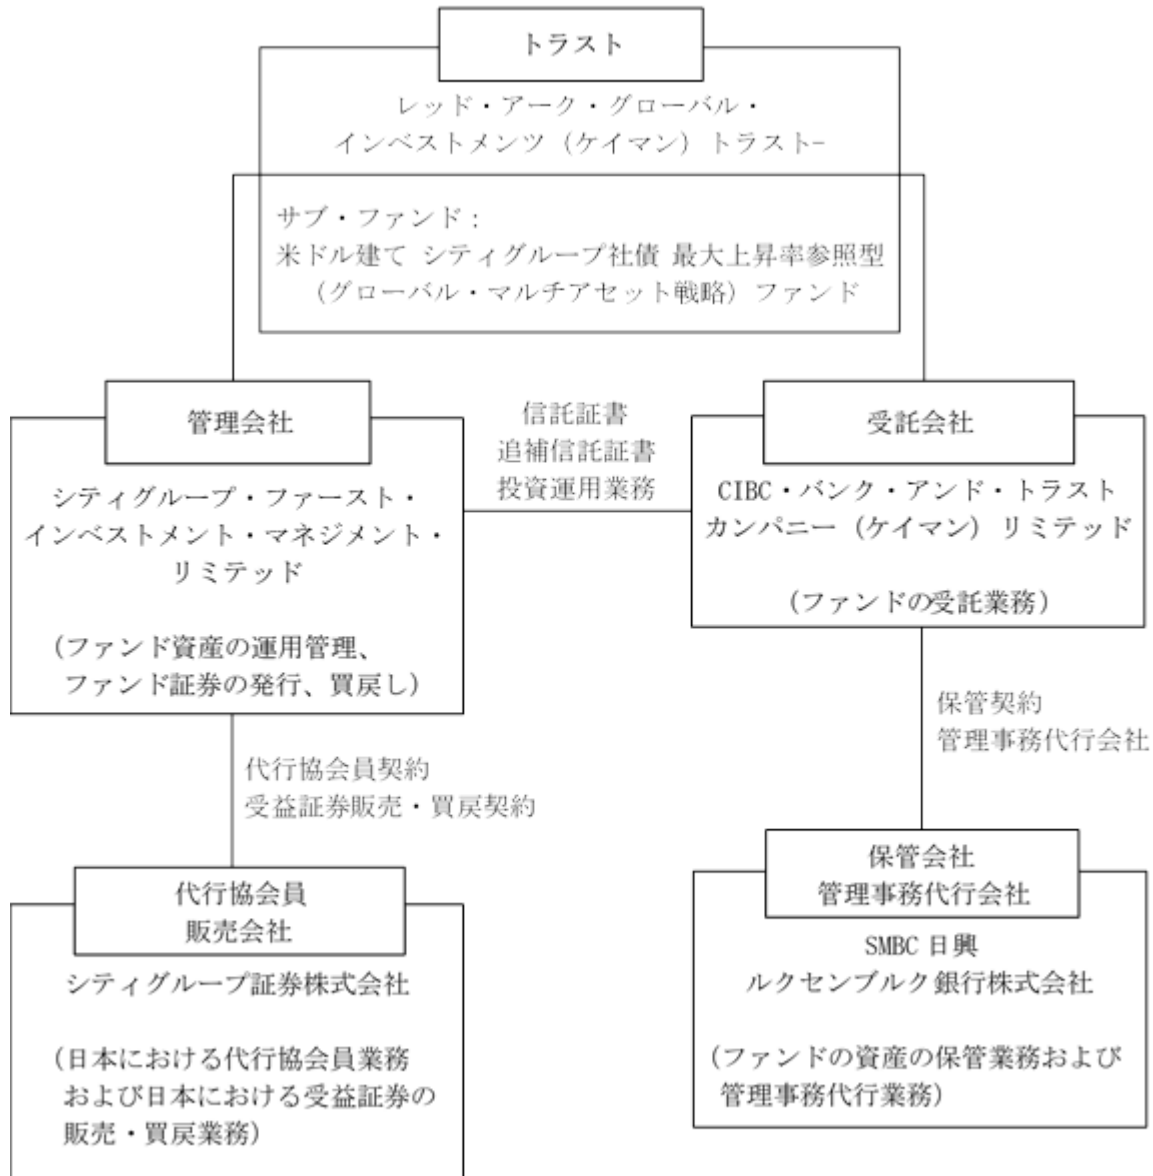 トラスト
レッド・アーク・グローバル・
インベストメンツ（ケイマン）トラスト-
サブ・ファンド：
米ドル建て シティグループ社債 最大上昇率参照型
（グローバル・マルチアセット戦略）ファンド
管理会社
シティグループ・ファースト・
インベストメント・マネジメント・
リミテッド
（ファンド資産の運用管理、
ファンド証券の発行、買戻し）
信託証書
追補信託証書
投資運用業務
受託会社
CIBC・バンク・アンド・トラスト
カンパニー（ケイマン）リミテッド
（ファンドの受託業務）
代行協会員契約
受益証券販売・買戻契約
保管契約
管理事務代行会社
代行協会員
販売会社
シティグループ証券株式会社
（日本における代行協会員業務
および日本における受益証券の
販売・買戻業務）
保管会社
管理事務代行会社
SMBC 日興
ルクセンブルク銀行株式会社
（ファンドの資産の保管業務および
管理事務代行業務）